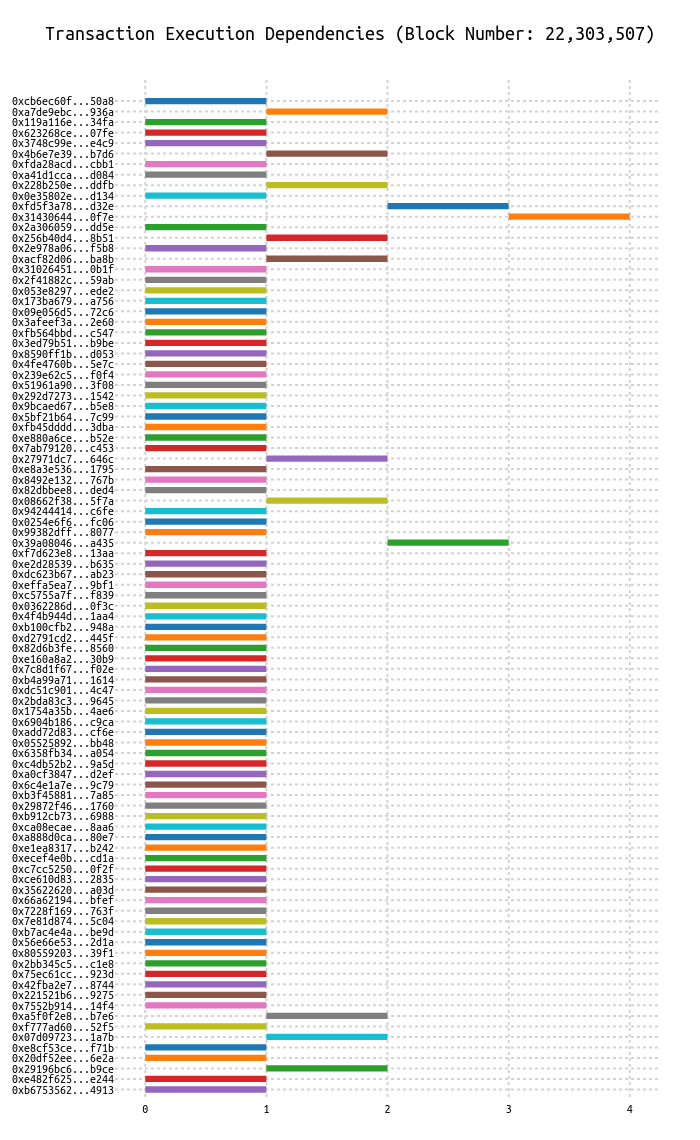 Transaction Execution Dependencies (Block Number: 22,303,507)
0xcb6ec60f...50a8
0xa7de9ebc...936a
0x119a116e...34fa
0x623268ce...07fe
0x3748c99e...e4c9
0x4b6e7e39...b7d6
0xfda28acd...cbb1
0xa41d1cca...d084
0x228b250e...ddfb
0x0e35802e...d134
0xfd5f3a78...d32e
0x31430644...0f7e
0x2a306059...dd5e
0x256b40d4...8b51
0x2e978a06...f5b8
0xacf82d06...ba8b
0x31026451...0b1f
0x2f41882c...59ab
0x053e8297...ede2
0x173ba679...a756
0x09e056d5...72c6
0x3afeef3a...2e60
0xfb564bbd...c547
0x3ed79b51...b9be
0x8590ff1b...d053
0x4fe4760b...5e7c
0x239e62c5...f0f4
0x51961a90...3f08
0x292d7273...1542
0x9bcaed67...b5e8
0x5bf21b64...7c99
0xfb45dddd...3dba
0xe880a6ce...b52e
0x7ab79120...c453
0x27971dc7...646c
0xe8a3e536...1795
0x8492e132...767b
0x82dbbee8...ded4
0x08662f38...5f7a
0x94244414...c6fe
0x0254e6f6...fc06
0x99382dff...8077
0x39a08046...a435
0xf7d623e8...13aa
0xe2d28539...b635
0xdc623b67...ab23
0xeffa5ea7...9bf1
0xc5755a7f...f839
0x0362286d...0f3c
0x4f4b944d...1aa4
0xb100cfb2...948a
0xd2791cd2...445f
0x82d6b3fe...8560
0xe160a8a2...30b9
0x7c8d1f67...f02e
0xb4a99a71...1614
0xdc51c901...4c47
0x2bda83c3...9645
0x1754a35b...4ae6
0x6904b186...c9ca
0xadd72d83...cf6e
0x05525892...bb48
0x6358fb34...a054
0xc4db52b2...9a5d
0xa0cf3847...d2ef
0x6c4e1a7e...9c79
0xb3f45881...7a85
0x29872f46...1760
0xb912cb73...6988
0xca08ecae...8aa6
0xa888d0ca...80e7
0xe1ea8317...b242
0xecef4e0b...cd1a
0xc7cc5250...0f2f
0xce610d83...2835
0x35622620...a03d
0x66a62194...bfef
0x7228f169...763f
0x7e81d874...5c04
0xb7ac4e4a...be9d
0x56e66e53...2d1a
0x80559203...39f1
0x2bb345c5...c1e8
0x75ec61cc...923d
0x42fba2e7...8744
0x221521b6...9275
0x7552b914...14f4
0xa5f0f2e8...b7e6
0xf777ad60...52f5
0x07d09723...1a7b
0xe8cf53ce...f71b
0x20df52ee...6e2a
0x29196bc6...b9ce
0xe482f625...e244
0xb6753562...4913
0 1 2 3 4